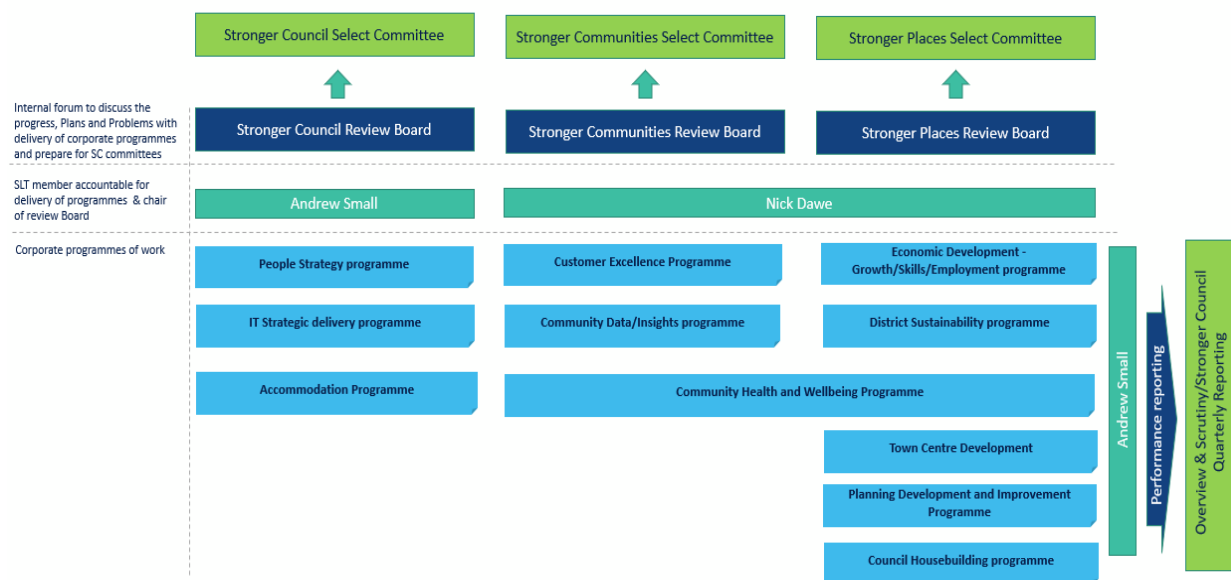 Stronger Council Select Committee
Stronger Communities Select Committee
Stronger Places Select Committee
Internal forum to discuss the
progress, Plans and Problems with
delivery of corporate programmes
and prepare for SC committees
Stronger Council Review Board
Stronger Communities Review Board
Stronger Places Review Board
SLT member accountable for
delivery of programmes & chair
of review Board
Andrew Small
Nick Dawe
Corporate programmes of work
People Strategy programme
Customer Excellence Programme
Economic Development -
Growth/Skills/Employment programme
IT Strategic delivery programme
Community Data/Insights programme
District Sustainability programme
Accommodation Programme
Community Health and Wellbeing Programme
Town Centre Development
Planning Development and Improvement
Programme
Council Housebuilding programme
Andrew Small
Performance reporting
Overview & Scrutiny/Stronger Council
Quarterly Reporting